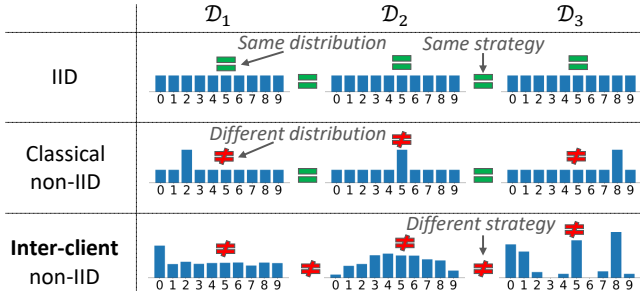 𝒟₁ 𝒟₂ 𝒟₃
Same distribution Same strategy
IID
0 1 2 3 4 5 6 7 8 9 0 1 2 3 4 5 6 7 8 9 0 1 2 3 4 5 6 7 8 9
Different distribution
Classical
non-IID
0 1 2 3 4 5 6 7 8 9 0 1 2 3 4 5 6 7 8 9 0 1 2 3 4 5 6 7 8 9
Different strategy
Inter-client
non-IID
0 1 2 3 4 5 6 7 8 9 0 1 2 3 4 5 6 7 8 9 0 1 2 3 4 5 6 7 8 9